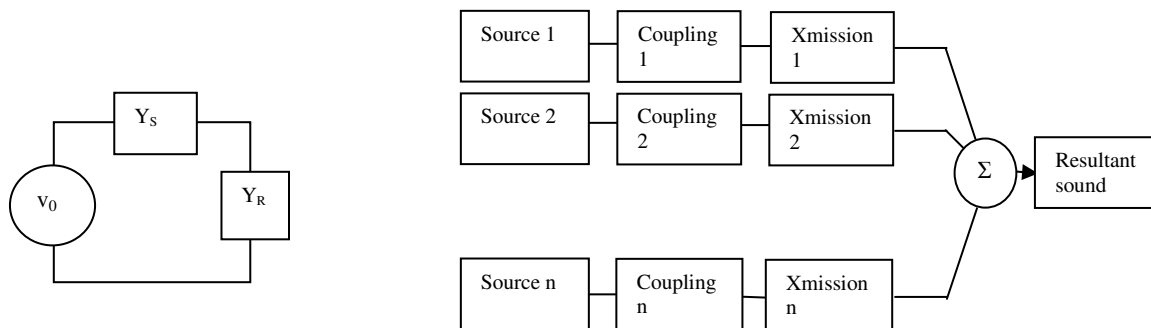 Y_S
Y_R
v_0
Source 1
Coupling
1
Xmission
1
Source 2
Coupling
2
Xmission
2
Σ
Resultant
sound
Source n
Coupling
n
Xmission
n